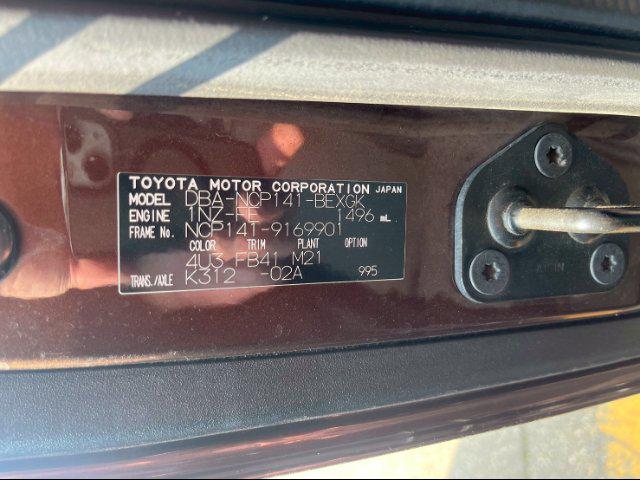 TOYOTA MOTOR CORPORATION JAPAN
MODEL DBA-NCP141-BEXGK
ENGINE 1NZ-FE 1496 mL
FRAME No. NCP141-9169901
COLOR TRIM PLANT OPTION
4U3 FB41 M21
TRANS./AXLE K312 -02A 995